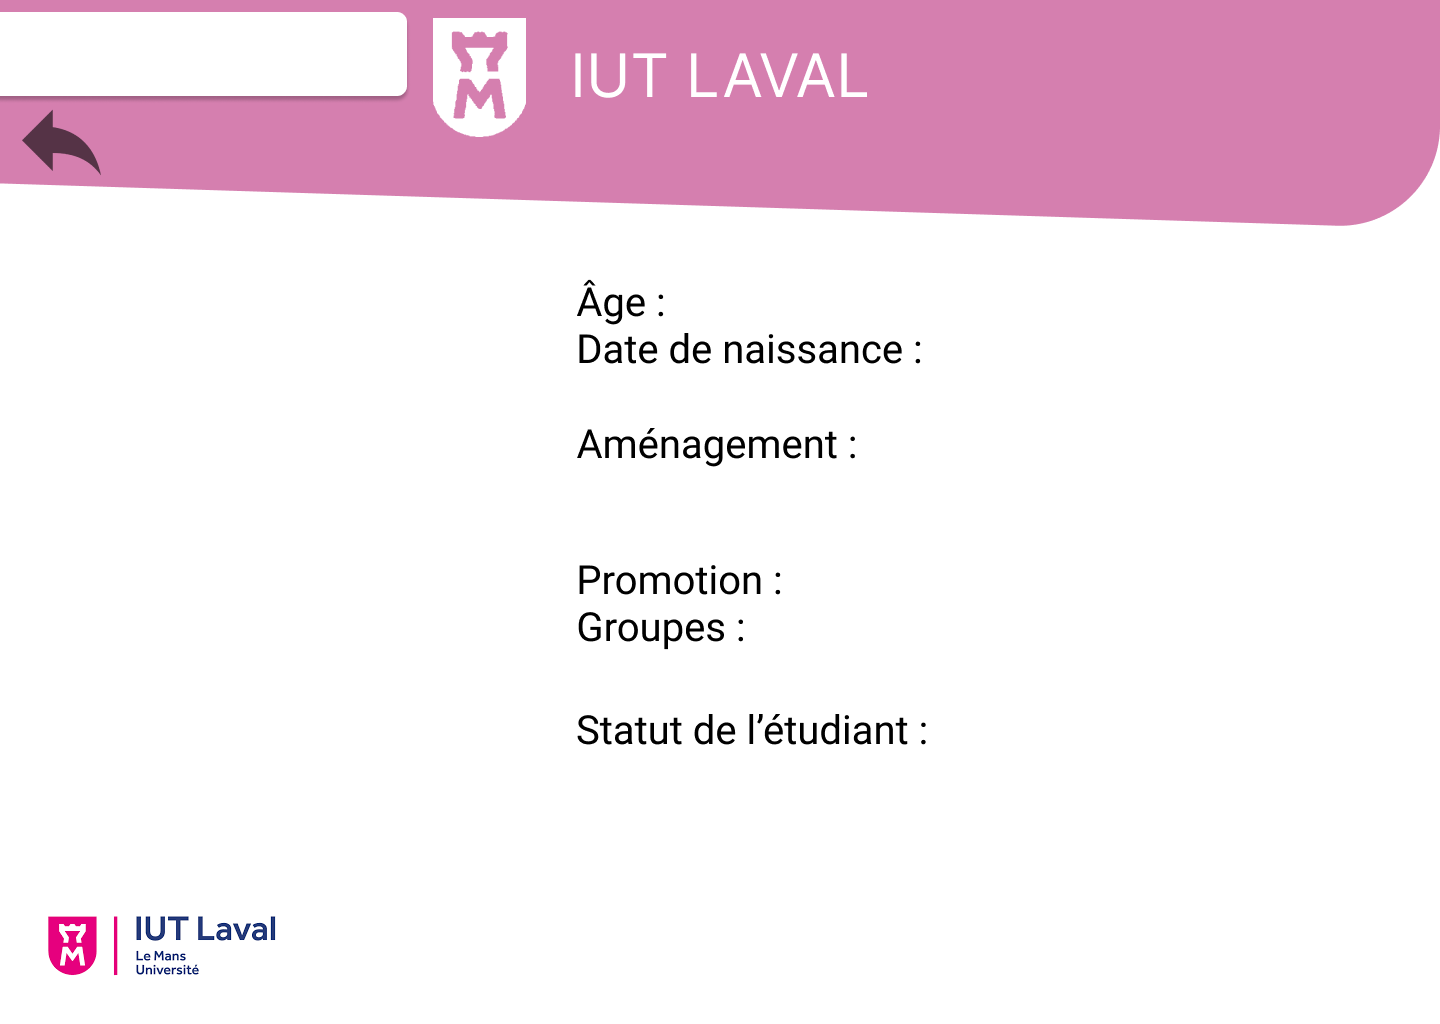 IUT LAVAL
Âge :
Date de naissance :
Aménagement :
Promotion :
Groupes :
Statut de l’étudiant :
IUT Laval
Le Mans
Université